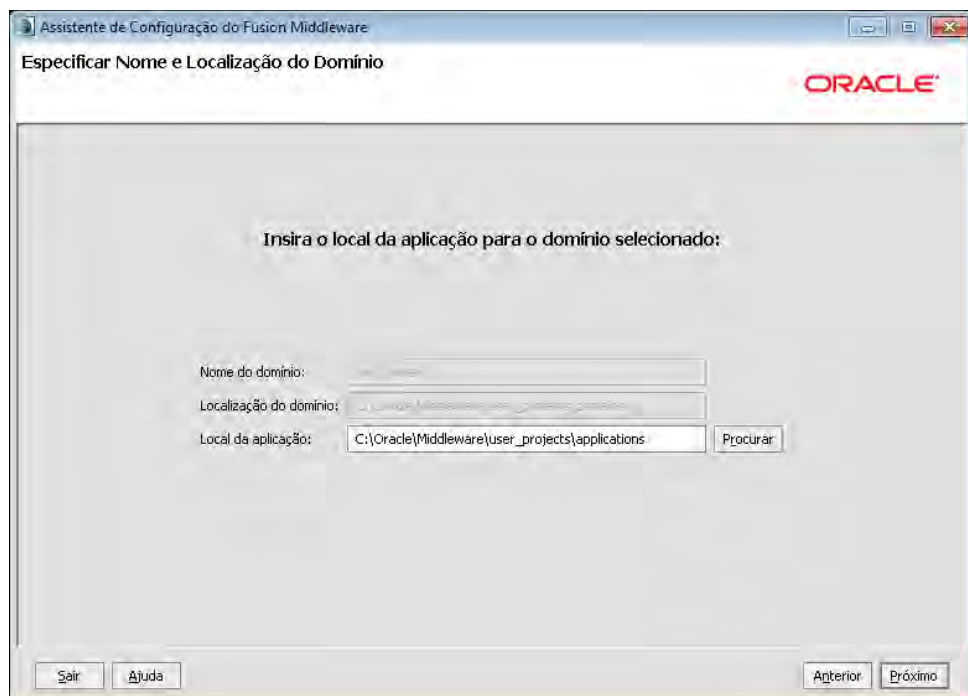 Assistente de Configuração do Fusion Middleware
Especificar Nome e Localização do Domínio
ORACLE
Insira o local da aplicação para o domínio selecionado:
Nome do domínio:
Localização do domínio:
Local da aplicação: C:\Oracle\Middleware\user_projects\applications Procurar
Sair Ajuda Anterior Próximo